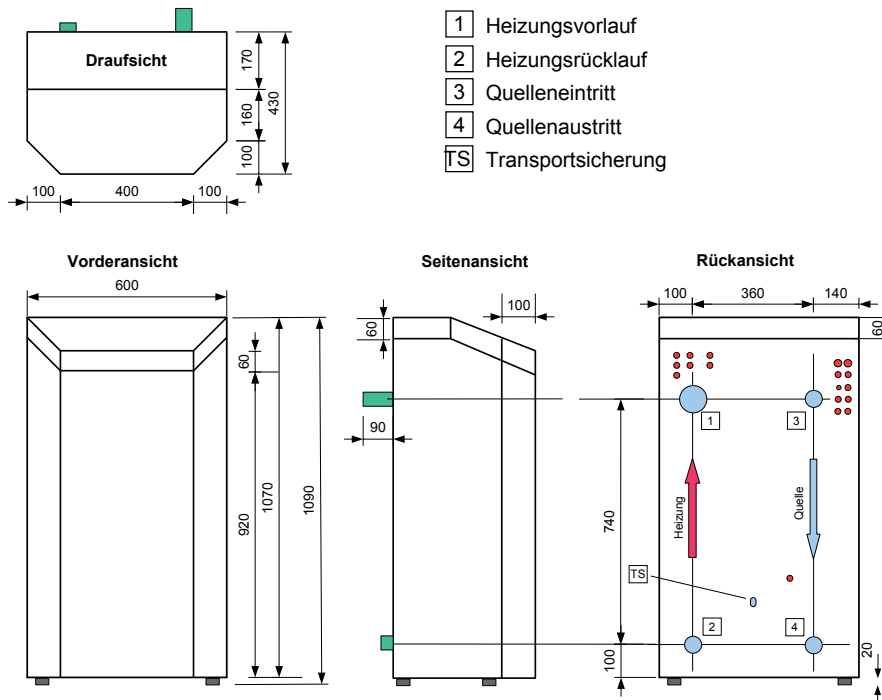 Draufsicht
170
160
430
100
100
400
100
1 Heizungsvorlauf
2 Heizungsrücklauf
3 Quelleneintritt
4 Quellenaustritt
TS Transportsicherung
Vorderansicht
600
60
920
1070
1090
Seitenansicht
100
60
90
Rückansicht
100
360
140
60
1
3
Heizung
Quelle
740
TS
2
4
100
20